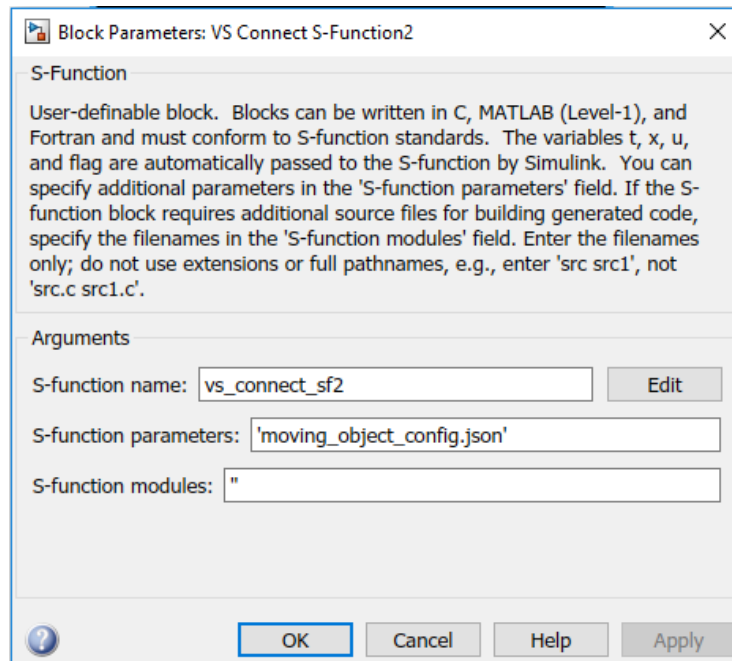 Block Parameters: VS Connect S-Function2
S-Function
User-definable block.  Blocks can be written in C, MATLAB (Level-1), and
Fortran and must conform to S-function standards.  The variables t, x, u,
and flag are automatically passed to the S-function by Simulink.  You can
specify additional parameters in the 'S-function parameters' field. If the S-
function block requires additional source files for building generated code,
specify the filenames in the 'S-function modules' field. Enter the filenames
only; do not use extensions or full pathnames, e.g., enter 'src src1', not
'src.c src1.c'.
Arguments
S-function name: vs_connect_sf2 Edit
S-function parameters: 'moving_object_config.json'
S-function modules: ''
OK Cancel Help Apply